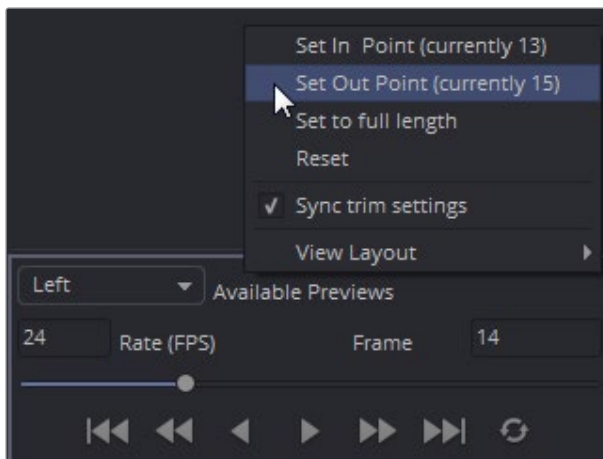 Set In Point (currently 13)
Set Out Point (currently 15)
Set to full length
Reset
Sync trim settings
View Layout
Left Available Previews
24 Rate (FPS) Frame 14